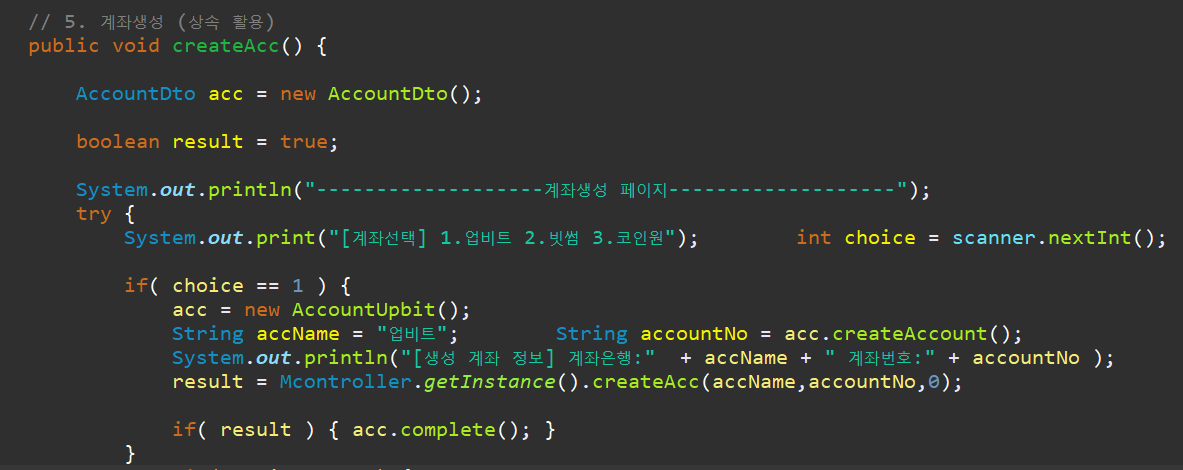 // 5. 계좌생성 (상속 활용)
public void createAcc() {
AccountDto acc = new AccountDto();
boolean result = true;
System.out.println("-------------------계좌생성 페이지-------------------");
try {
System.out.print("[계좌선택] 1.업비트 2.빗썸 3.코인원"); int choice = scanner.nextInt();
if( choice == 1 ) {
acc = new AccountUpbit();
String accName = "업비트"; String accountNo = acc.createAccount();
System.out.println("[생성 계좌 정보] 계좌은행:" + accName + " 계좌번호:" + accountNo );
result = Mcontroller.getInstance().createAcc(accName,accountNo,0);
if( result ) { acc.complete(); }
}